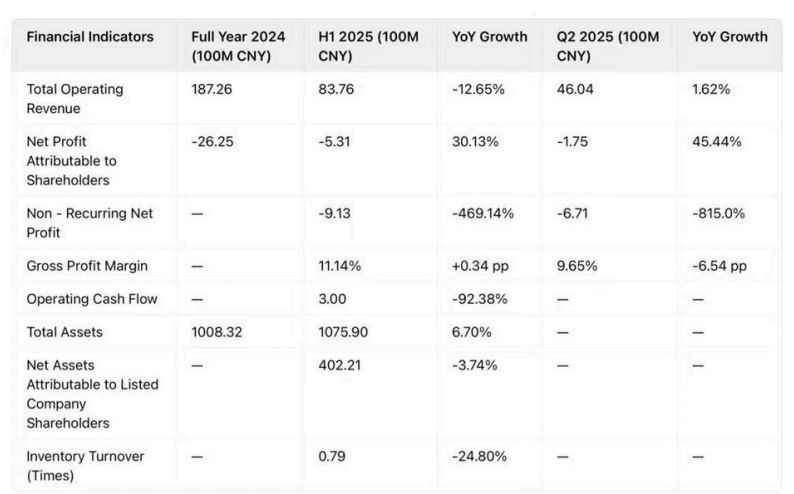 Financial Indicators
Full Year 2024
(100M CNY)
H1 2025 (100M
CNY)
YoY Growth
Q2 2025 (100M
CNY)
YoY Growth
Total Operating
Revenue
187.26
83.76
-12.65%
46.04
1.62%
Net Profit
Attributable to
Shareholders
-26.25
-5.31
30.13%
-1.75
45.44%
Non - Recurring Net
Profit
—
-9.13
-469.14%
-6.71
-815.0%
Gross Profit Margin
—
11.14%
+0.34 pp
9.65%
-6.54 pp
Operating Cash Flow
—
3.00
-92.38%
—
—
Total Assets
1008.32
1075.90
6.70%
—
—
Net Assets
Attributable to Listed
Company
Shareholders
—
402.21
-3.74%
—
—
Inventory Turnover
(Times)
—
0.79
-24.80%
—
—